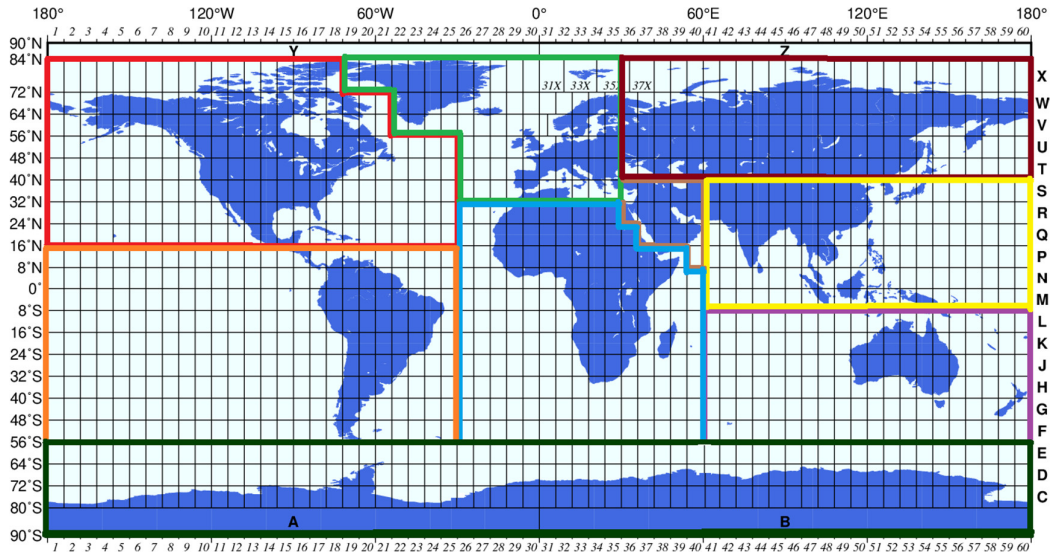 180° 120°W 60°W 0° 60°E 120°E 180°
1 2 3 4 5 6 7 8 9 10 11 12 13 14 15 16 17 18 19 20 21 22 23 24 25 26 27 28 29 30 31 32 33 34 35 36 37 38 39 40 41 42 43 44 45 46 47 48 49 50 51 52 53 54 55 56 57 58 59 60
90°N Y Z
84°N X
31X 33X 35X 37X
72°N W
64°N V
56°N U
48°N T
40°N S
32°N R
24°N Q
16°N P
8°N N
0° M
8°S L
16°S K
24°S J
32°S H
40°S G
48°S F
56°S E
64°S D
72°S C
80°S A B
90°S
1 2 3 4 5 6 7 8 9 10 11 12 13 14 15 16 17 18 19 20 21 22 23 24 25 26 27 28 29 30 31 32 33 34 35 36 37 38 39 40 41 42 43 44 45 46 47 48 49 50 51 52 53 54 55 56 57 58 59 60